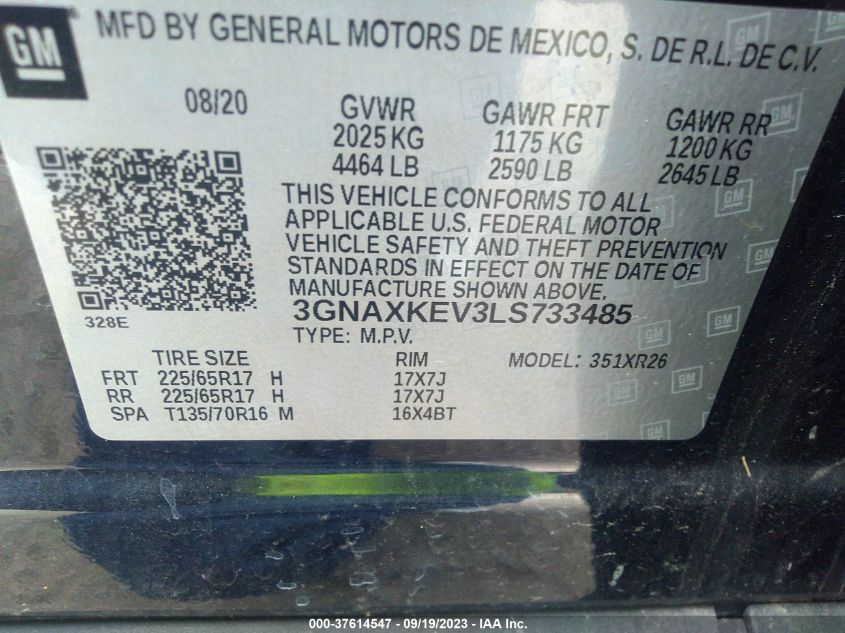 GM
MFD BY GENERAL MOTORS DE MEXICO, S. DE R.L. DE C.V.
08/20 GVWR GAWR FRT GAWR RR
2025 KG 1175 KG 1200 KG
4464 LB 2590 LB 2645 LB
THIS VEHICLE CONFORMS TO ALL
APPLICABLE U.S. FEDERAL MOTOR
VEHICLE SAFETY AND THEFT PREVENTION
STANDARDS IN EFFECT ON THE DATE OF
MANUFACTURE SHOWN ABOVE.
328E 3GNAXKEV3LS733485
TYPE: M.P.V.
TIRE SIZE RIM MODEL: 351XR26
FRT 225/65R17 H 17X7J
RR 225/65R17 H 17X7J
SPA T135/70R16 M 16X4BT
000-37614547 - 09/19/2023 - IAA Inc.